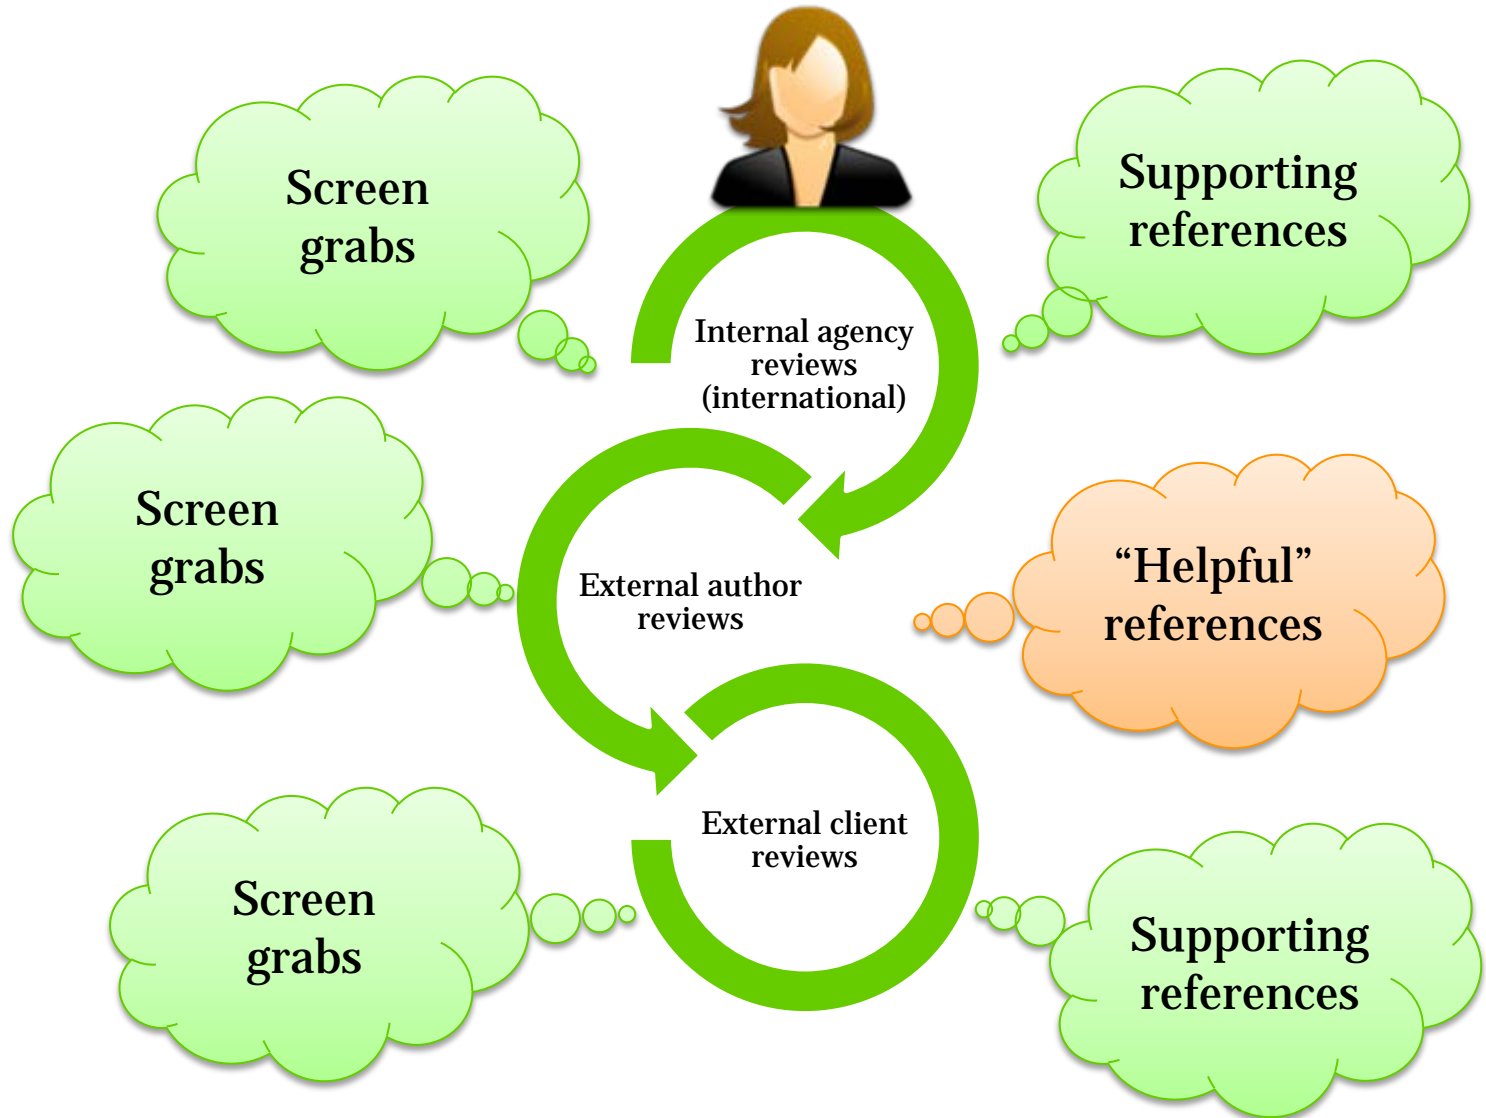 Screen
grabs
Supporting
references
Internal agency
reviews
(international)
Screen
grabs
External author
reviews
“Helpful”
references
Screen
grabs
External client
reviews
Supporting
references